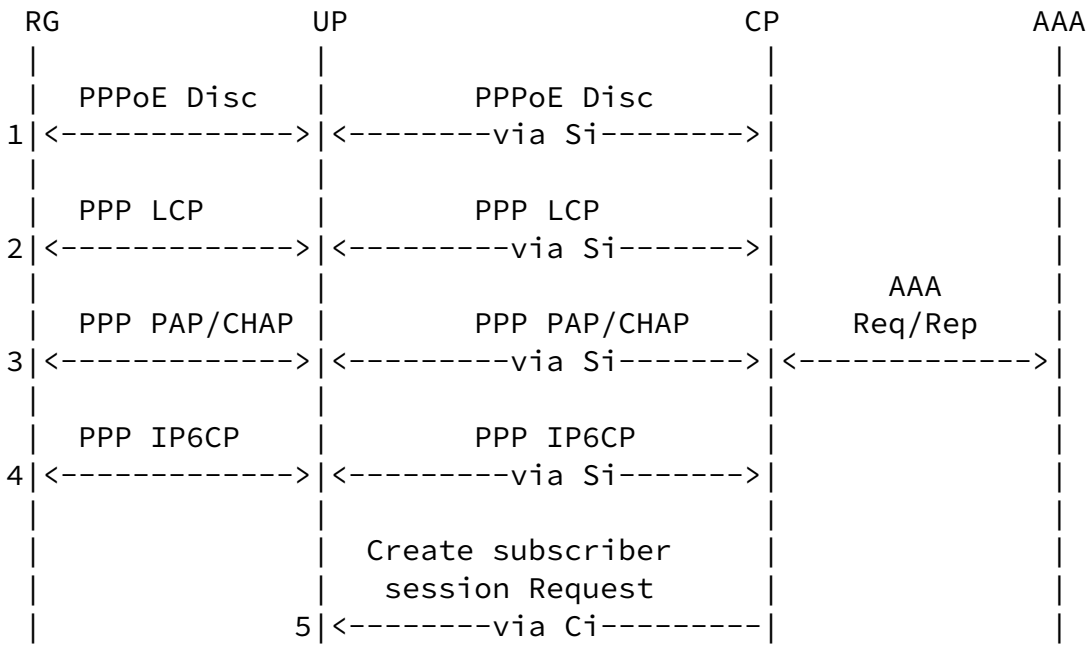 RG UP CP AAA
PPPoE Disc PPPoE Disc
1|<------------->|<--------via Si-------->|
PPP LCP PPP LCP
2|<------------->|<---------via Si------->|
AAA
PPP PAP/CHAP PPP PAP/CHAP Req/Rep
3|<------------->|<---------via Si------->|<------------->|
PPP IP6CP PPP IP6CP
4|<------------->|<---------via Si------->|
Create subscriber
session Request
5|<--------via Ci---------|